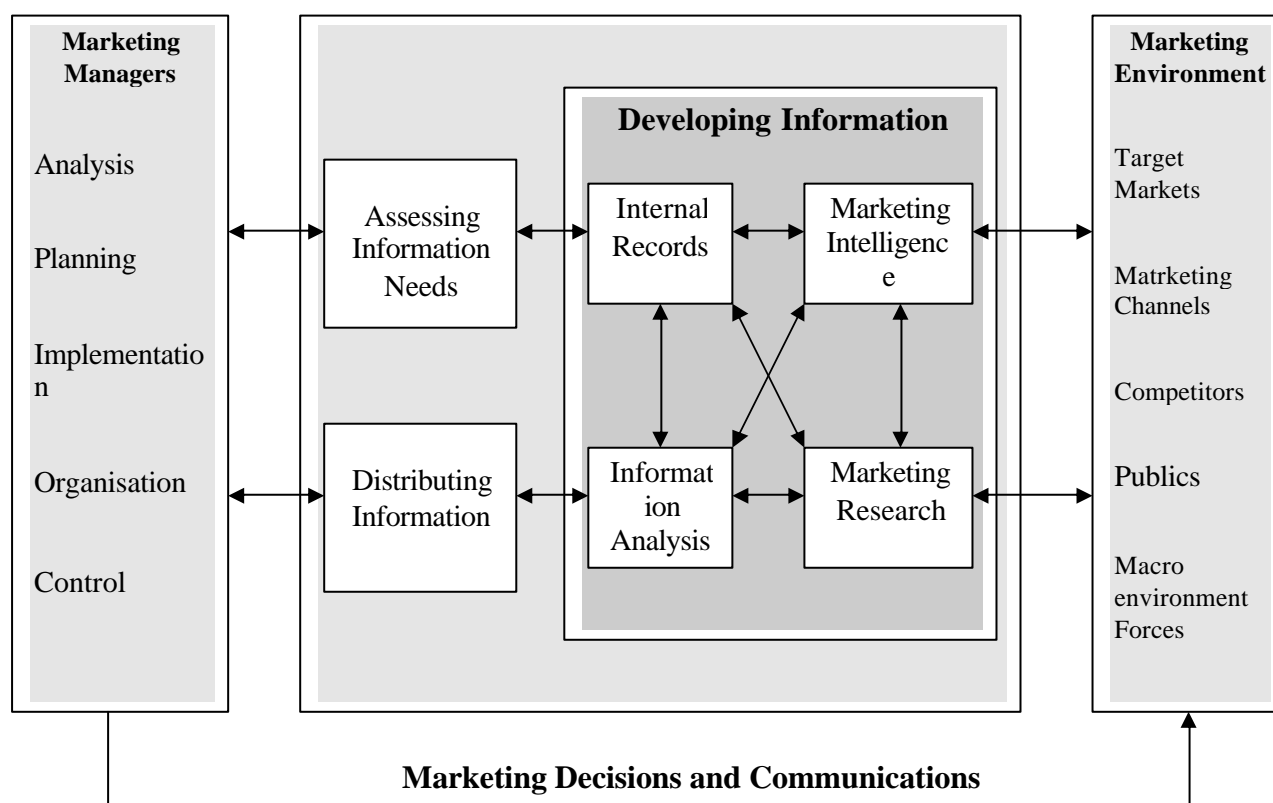 Marketing
Managers
Analysis
Planning
Implementatio
n
Organisation
Control
Assessing
Information
Needs
Distributing
Information
Developing Information
Internal
Records
Marketing
Intelligenc
e
Informat
ion
Analysis
Marketing
Research
Marketing
Environment
Target
Markets
Matrketing
Channels
Competitors
Publics
Macro
environment
Forces
Marketing Decisions and Communications